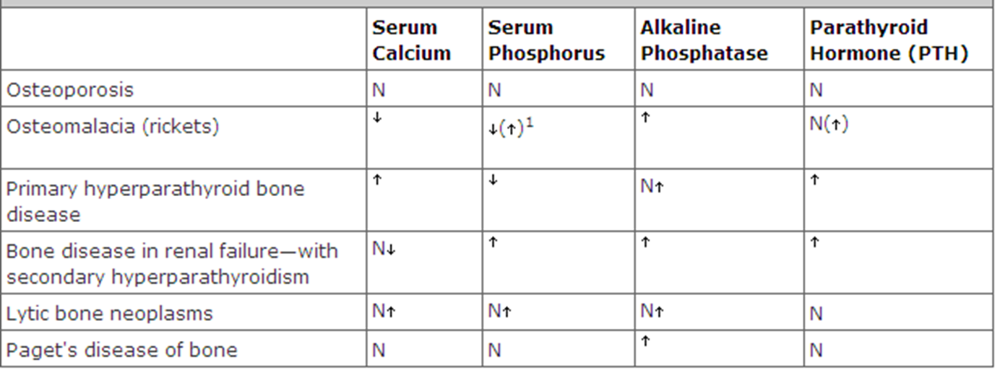 Serum Calcium | Serum Phosphorus | Alkaline Phosphatase | Parathyroid Hormone (PTH)
Osteoporosis | N | N | N | N
Osteomalacia (rickets) | ↓ | ↓(↑)¹ | ↑ | N(↑)
Primary hyperparathyroid bone disease | ↑ | ↓ | N↑ | ↑
Bone disease in renal failure—with secondary hyperparathyroidism | N↓ | ↑ | ↑ | ↑
Lytic bone neoplasms | N↑ | N↑ | N↑ | N
Paget's disease of bone | N | N | ↑ | N